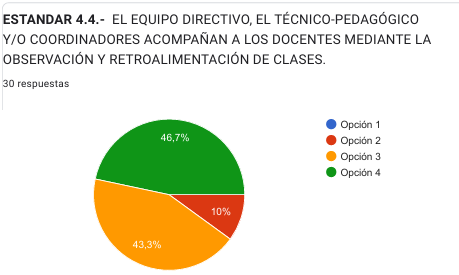 ESTANDAR 4.4.- EL EQUIPO DIRECTIVO, EL TÉCNICO-PEDAGÓGICO
Y/O COORDINADORES ACOMPAÑAN A LOS DOCENTES MEDIANTE LA
OBSERVACIÓN Y RETROALIMENTACIÓN DE CLASES.
30 respuestas
46,7%
10%
43,3%
Opción 1
Opción 2
Opción 3
Opción 4